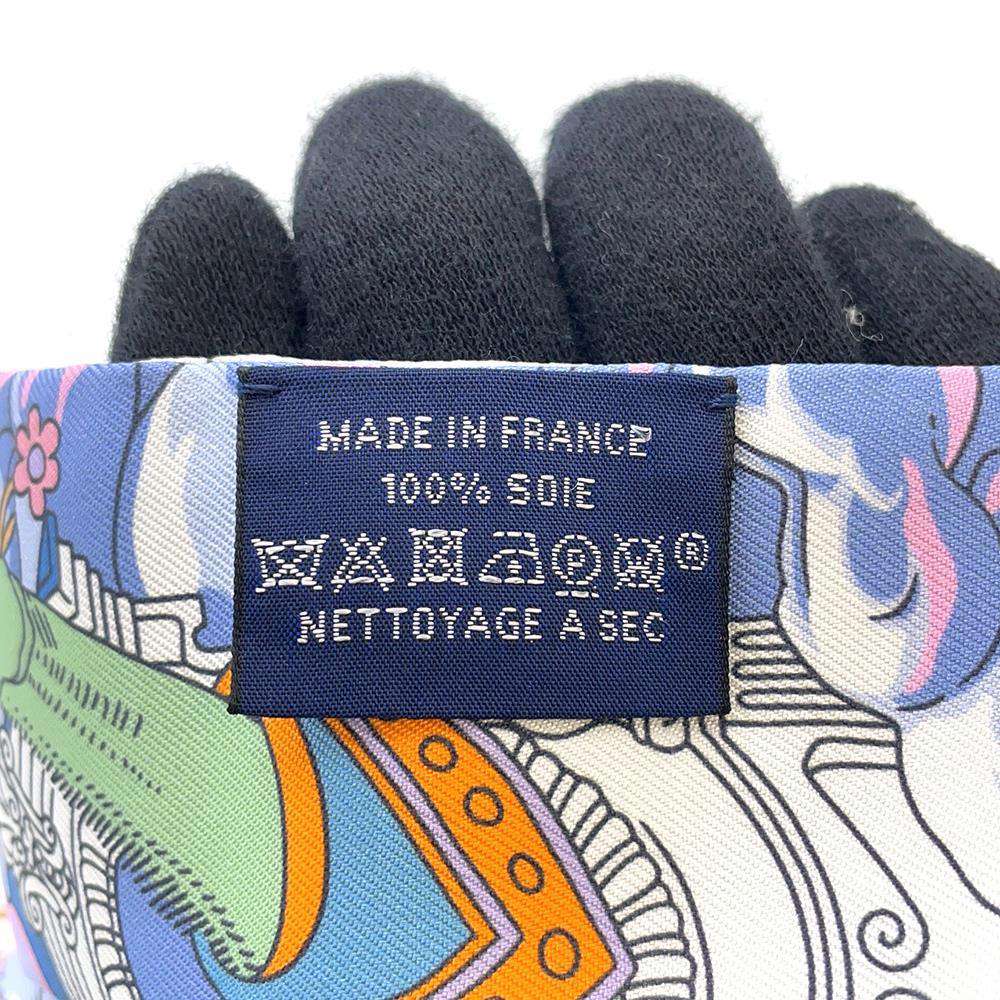 MADE IN FRANCE
100% SOIE
P W ®
NETTOYAGE A SEC